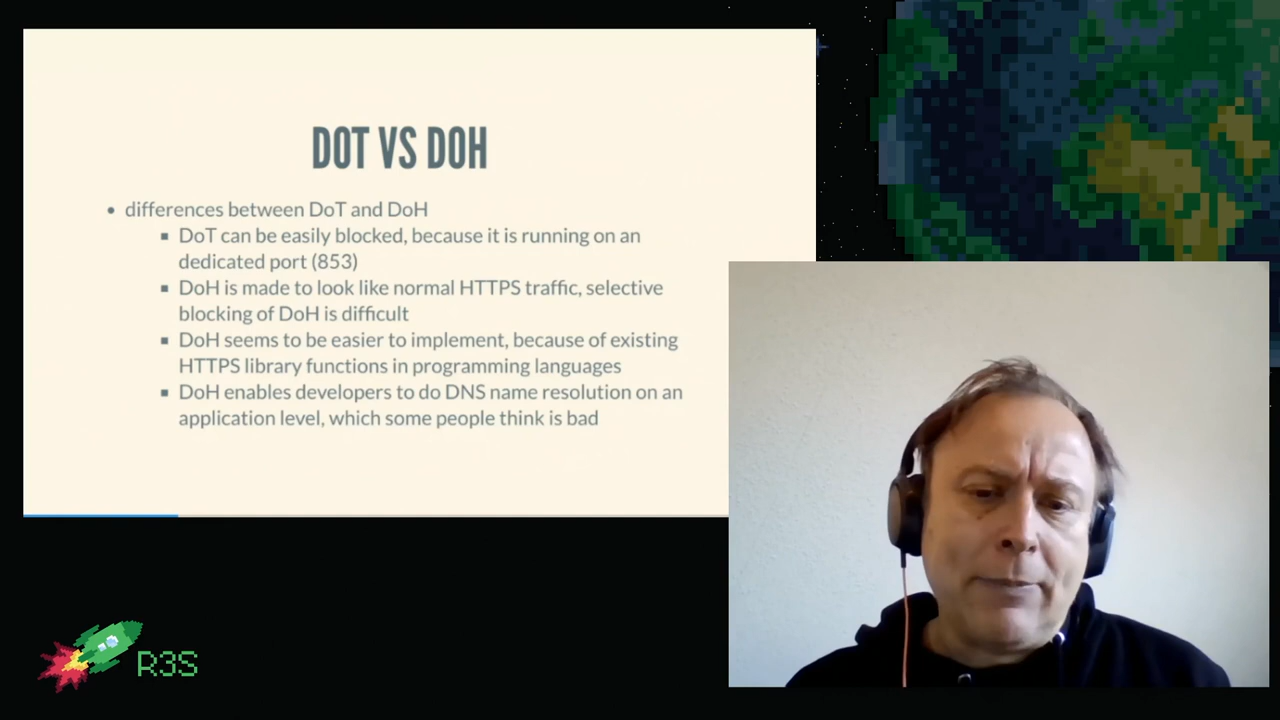 DOT VS DOH
• differences between DoT and DoH
▪ DoT can be easily blocked, because it is running on an
dedicated port (853)
▪ DoH is made to look like normal HTTPS traffic, selective
blocking of DoH is difficult
▪ DoH seems to be easier to implement, because of existing
HTTPS library functions in programming languages
▪ DoH enables developers to do DNS name resolution on an
application level, which some people think is bad
R3S